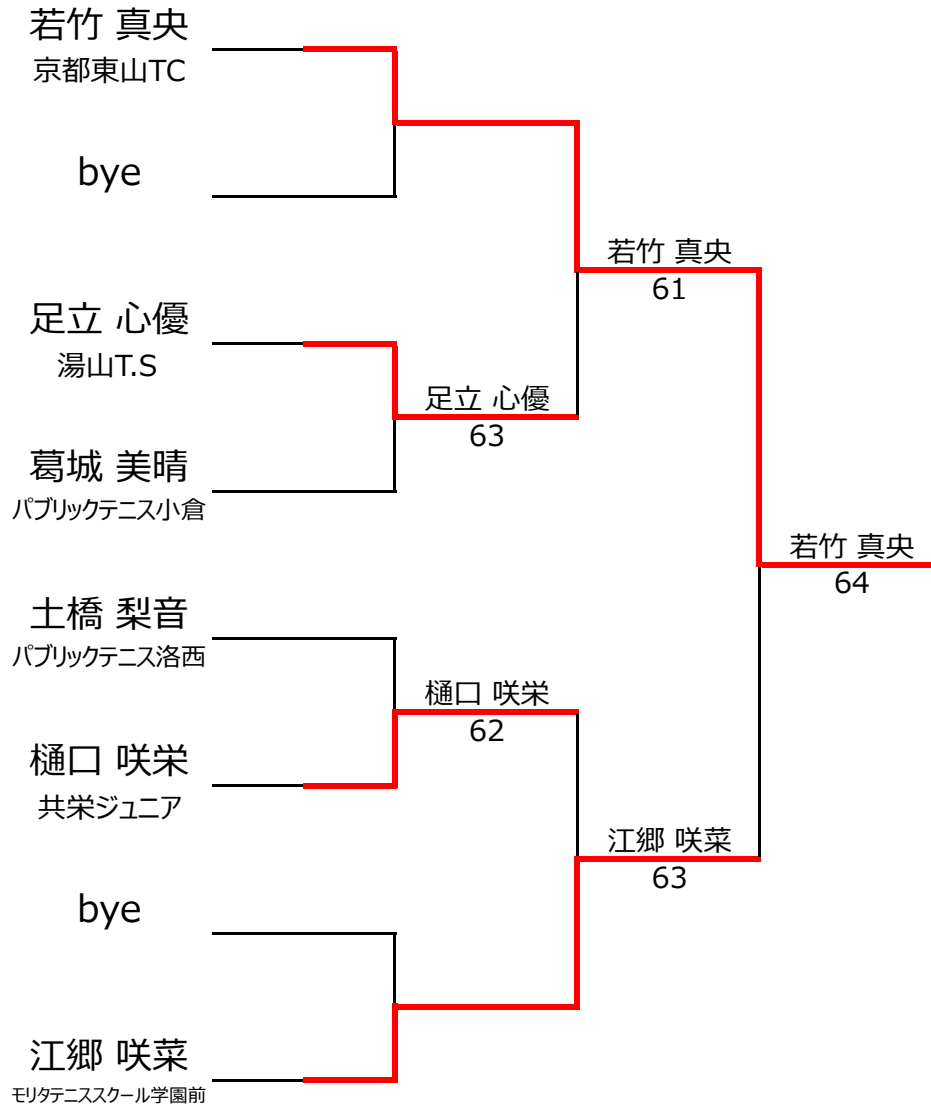 若竹 真央
京都東山TC
bye
足立 心優
湯山T.S
葛城 美晴
パブリックテニス小倉
土橋 梨音
パブリックテニス洛西
樋口 咲栄
共栄ジュニア
bye
江郷 咲菜
モリタテニススクール学園前
足立 心優
63
樋口 咲栄
62
若竹 真央
61
江郷 咲菜
63
若竹 真央
64